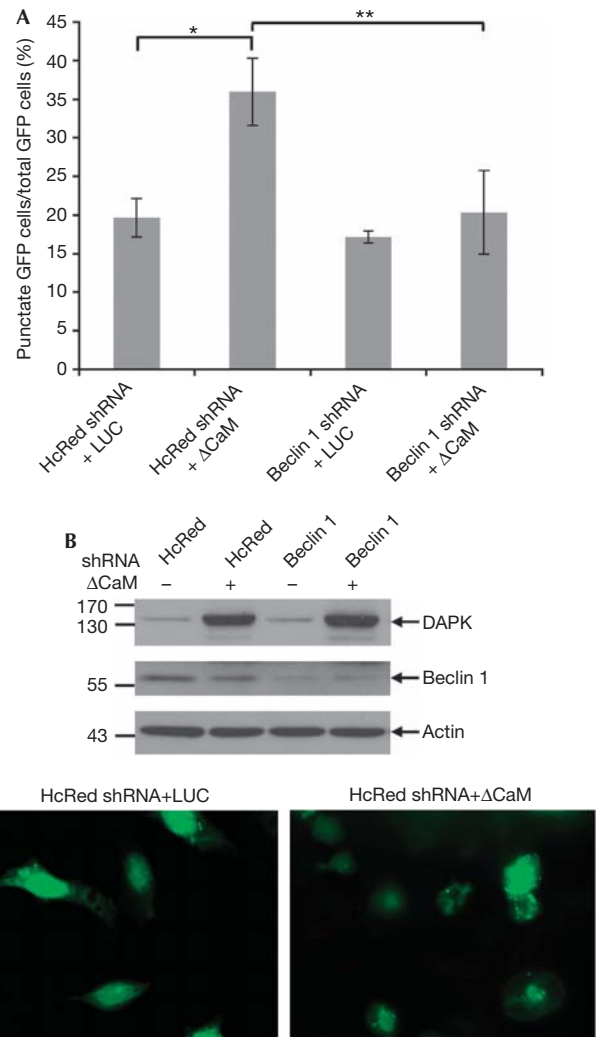 A
Punctate GFP cells/total GFP cells (%)
45
40
35
30
25
20
15
10
5
0
*
**
HcRed shRNA
+ LUC
HcRed shRNA
+ ΔCaM
Beclin 1 shRNA
+ LUC
Beclin 1 shRNA
+ ΔCaM
B
shRNA HcRed HcRed Beclin 1 Beclin 1
ΔCaM – + – +
170
130
DAPK
55
Beclin 1
43
Actin
HcRed shRNA+LUC
HcRed shRNA+ΔCaM